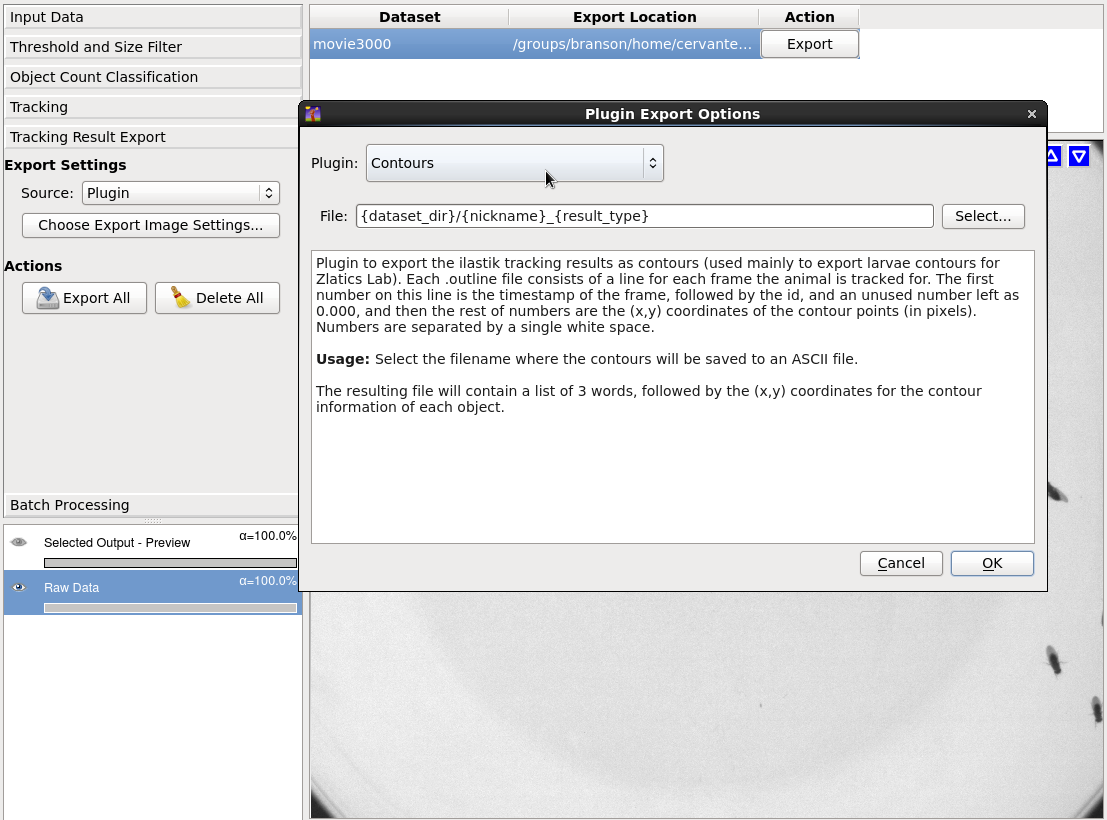 Input Data
Threshold and Size Filter
Object Count Classification
Tracking
Tracking Result Export
Export Settings
Source: Plugin
Choose Export Image Settings...
Actions
Export All Delete All
Batch Processing
Selected Output - Preview α=100.0%
Raw Data α=100.0%
Dataset Export Location Action
movie3000 /groups/branson/home/cervante... Export
Plugin Export Options
Plugin: Contours
File: {dataset_dir}/{nickname}_{result_type} Select...
Plugin to export the ilastik tracking results as contours (used mainly to export larvae contours for
Zlatics Lab). Each .outline file consists of a line for each frame the animal is tracked for. The first
number on this line is the timestamp of the frame, followed by the id, and an unused number left as
0.000, and then the rest of numbers are the (x,y) coordinates of the contour points (in pixels).
Numbers are separated by a single white space.
Usage: Select the filename where the contours will be saved to an ASCII file.
The resulting file will contain a list of 3 words, followed by the (x,y) coordinates for the contour
information of each object.
Cancel OK